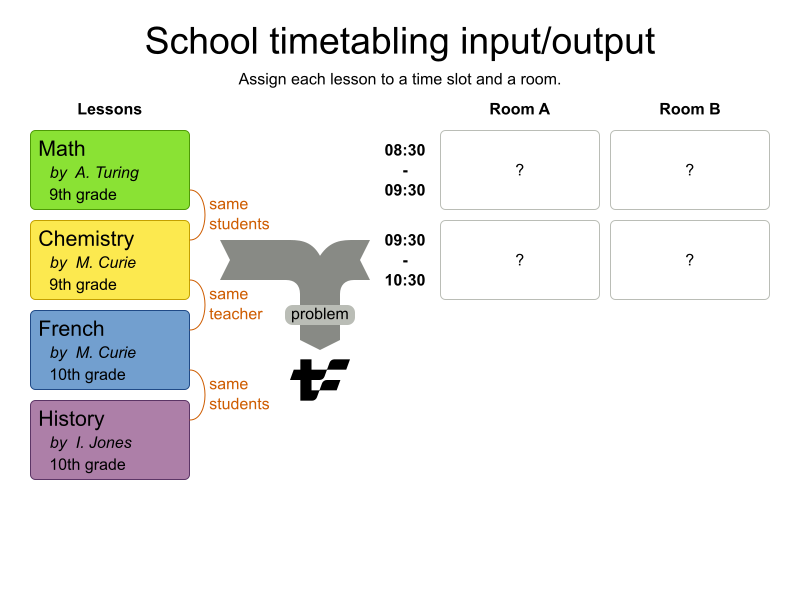 School timetabling input/output
Assign each lesson to a time slot and a room.
Lessons
Math
by A. Turing
9th grade
same
students
Chemistry
by M. Curie
9th grade
same
teacher
French
by M. Curie
10th grade
same
students
History
by I. Jones
10th grade
problem
Room A
Room B
08:30
-
09:30
?
?
09:30
-
10:30
?
?